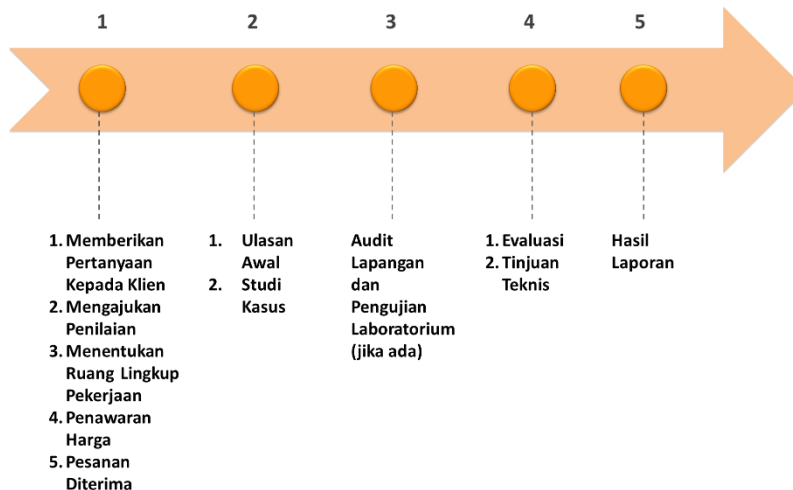 1 2 3 4 5
1. Memberikan
Pertanyaan
Kepada Klien
2. Mengajukan
Penilaian
3. Menentukan
Ruang Lingkup
Pekerjaan
4. Penawaran
Harga
5. Pesanan
Diterima
1. Ulasan
Awal
2. Studi
Kasus
Audit
Lapangan
dan
Pengujian
Laboratorium
(jika ada)
1. Evaluasi
2. Tinjuan
Teknis
Hasil
Laporan